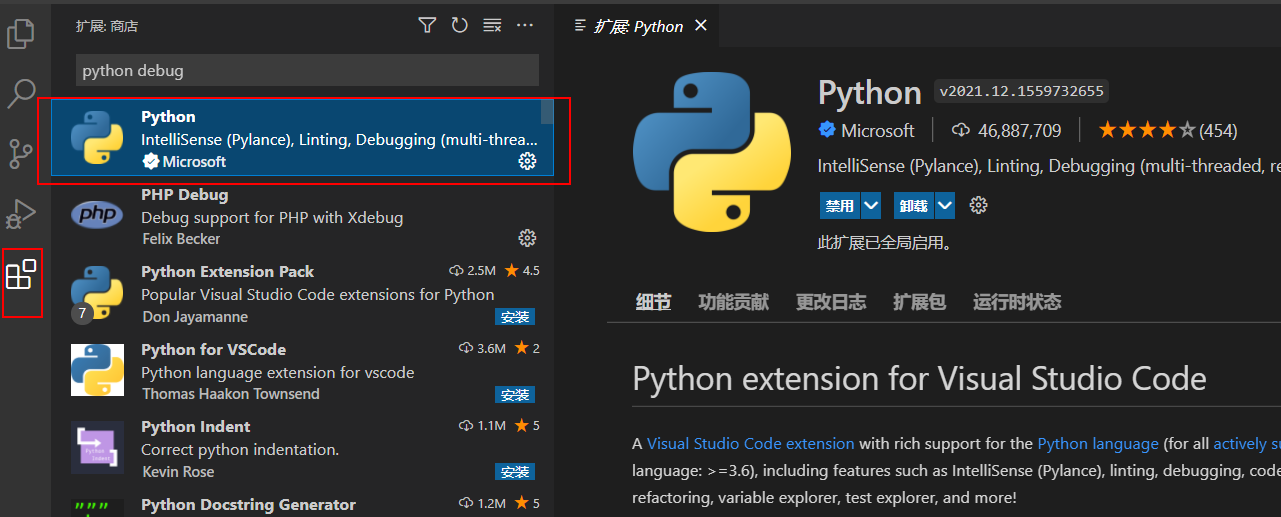 扩展: 商店
python debug
Python
IntelliSense (Pylance), Linting, Debugging (multi-threa...
Microsoft
PHP Debug
php
Debug support for PHP with Xdebug
Felix Becker
Python Extension Pack 2.5M 4.5
Popular Visual Studio Code extensions for Python
7
Don Jayamanne 安装
Python for VSCode 3.6M 2
Python language extension for vscode
Thomas Haakon Townsend 安装
Python Indent 1.1M 5
Python
Indent
Correct python indentation.
Kevin Rose 安装
Python Docstring Generator 1.2M 5
"""
扩展: Python
Python v2021.12.1559732655
Microsoft 46,887,709 (454)
IntelliSense (Pylance), Linting, Debugging (multi-threaded, re
禁用 卸载
此扩展已全局启用。
细节 功能贡献 更改日志 扩展包 运行时状态
Python extension for Visual Studio Code
A Visual Studio Code extension with rich support for the Python language (for all actively su
language: >=3.6), including features such as IntelliSense (Pylance), linting, debugging, code
refactoring, variable explorer, test explorer, and more!